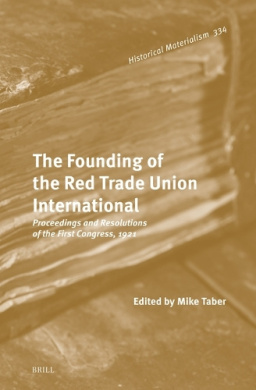 Historical Materialism 334
The Founding of
the Red Trade Union
International
Proceedings and Resolutions
of the First Congress, 1921
Edited by Mike Taber
BRILL